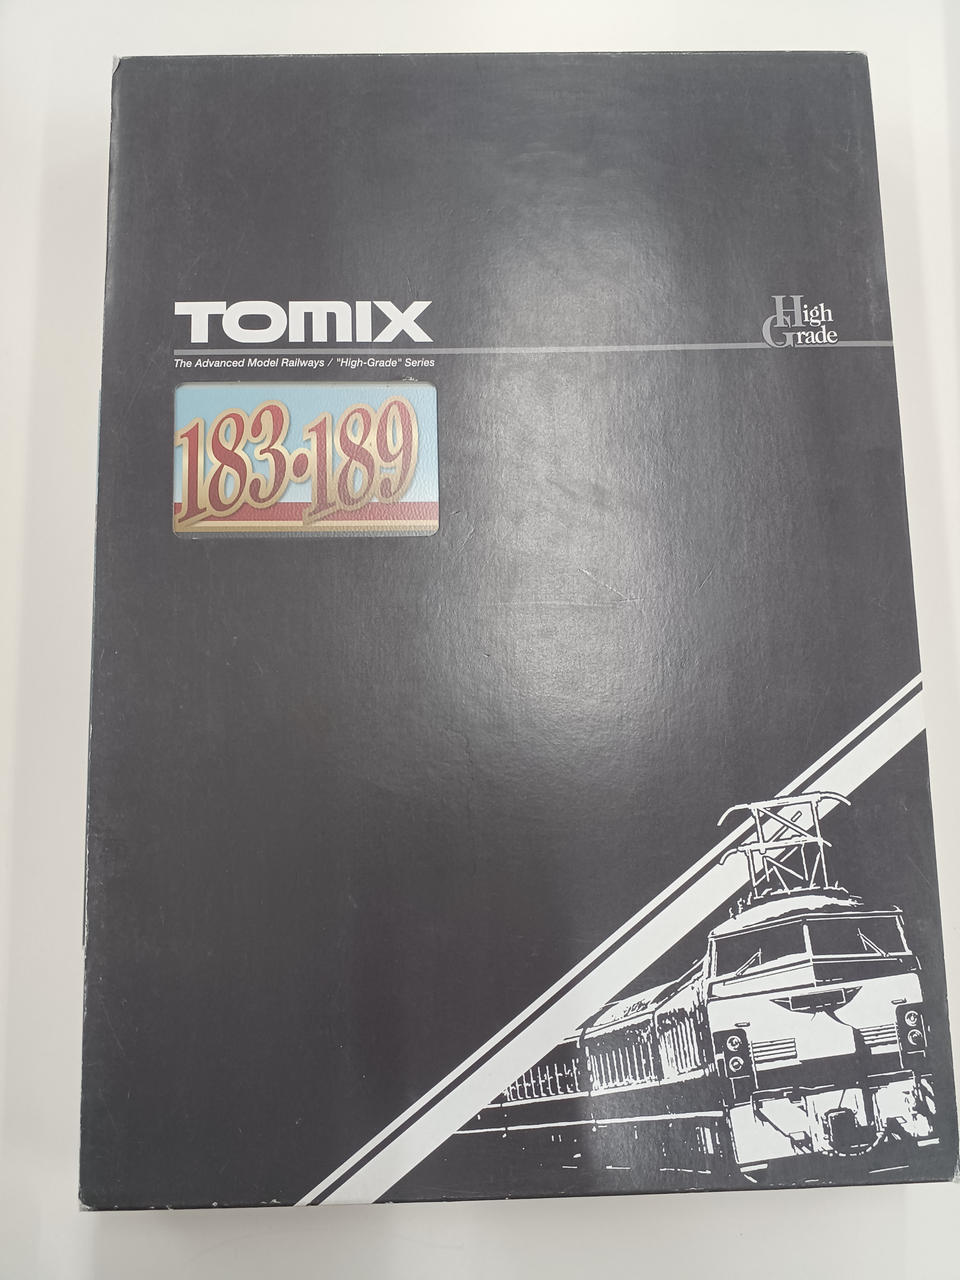 TOMIX
High
Grade
The Advanced Model Railways / "High-Grade" Series
183•189